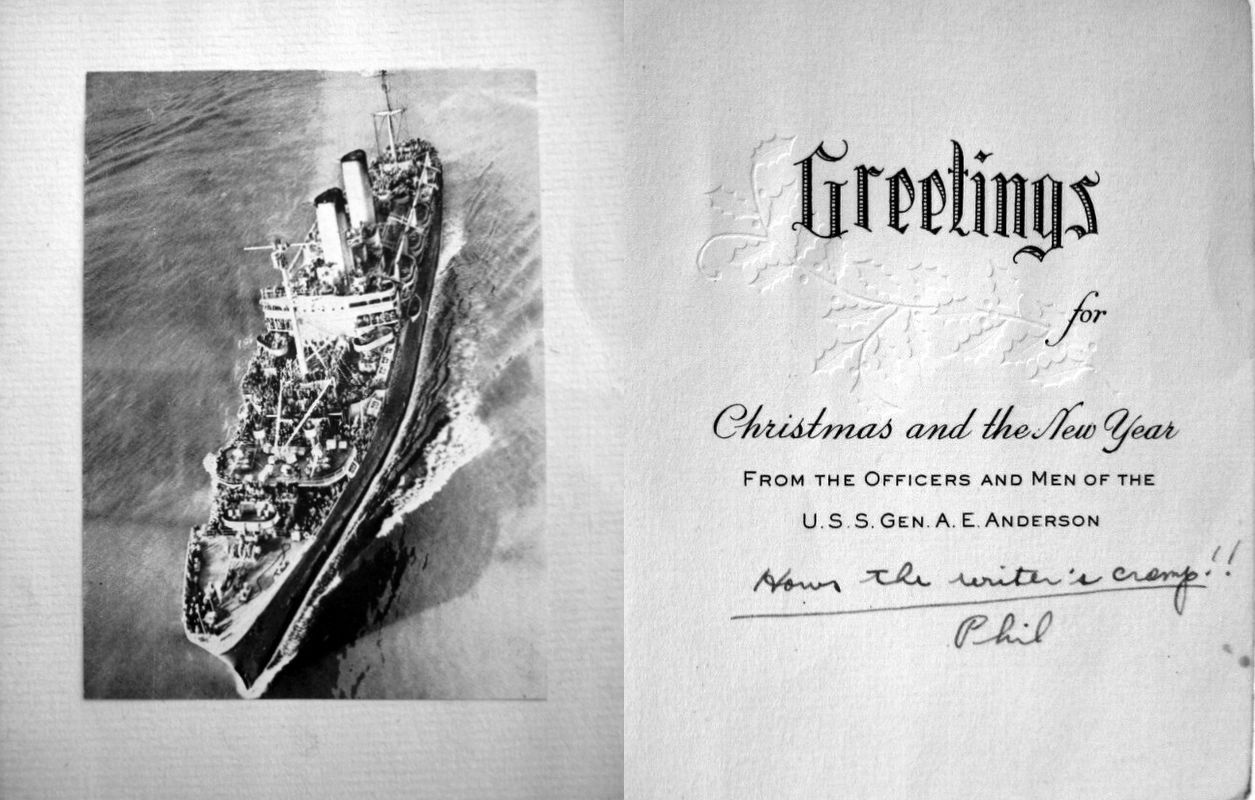 Greetings
for
Christmas and the New Year
FROM THE OFFICERS AND MEN OF THE
U.S.S. GEN. A. E. ANDERSON
Hows the writer's cramp!!
Phil